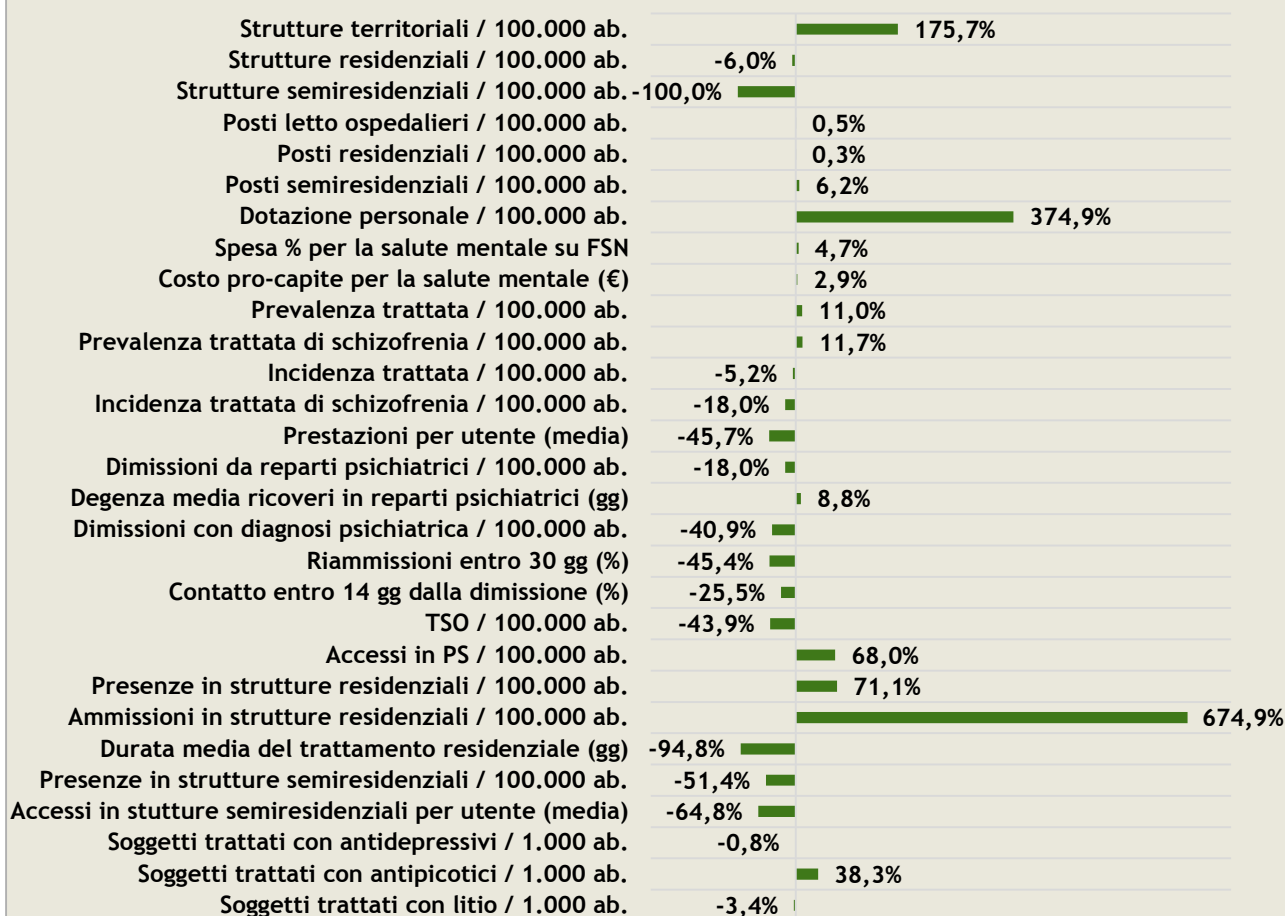 Strutture territoriali / 100.000 ab. 175,7%
Strutture residenziali / 100.000 ab. -6,0%
Strutture semiresidenziali / 100.000 ab. -100,0%
Posti letto ospedalieri / 100.000 ab. 0,5%
Posti residenziali / 100.000 ab. 0,3%
Posti semiresidenziali / 100.000 ab. 6,2%
Dotazione personale / 100.000 ab. 374,9%
Spesa % per la salute mentale su FSN 4,7%
Costo pro-capite per la salute mentale (€) 2,9%
Prevalenza trattata / 100.000 ab. 11,0%
Prevalenza trattata di schizofrenia / 100.000 ab. 11,7%
Incidenza trattata / 100.000 ab. -5,2%
Incidenza trattata di schizofrenia / 100.000 ab. -18,0%
Prestazioni per utente (media) -45,7%
Dimissioni da reparti psichiatrici / 100.000 ab. -18,0%
Degenza media ricoveri in reparti psichiatrici (gg) 8,8%
Dimissioni con diagnosi psichiatrica / 100.000 ab. -40,9%
Riammissioni entro 30 gg (%) -45,4%
Contatto entro 14 gg dalla dimissione (%) -25,5%
TSO / 100.000 ab. -43,9%
Accessi in PS / 100.000 ab. 68,0%
Presenze in strutture residenziali / 100.000 ab. 71,1%
Ammissioni in strutture residenziali / 100.000 ab. 674,9%
Durata media del trattamento residenziale (gg) -94,8%
Presenze in strutture semiresidenziali / 100.000 ab. -51,4%
Accessi in stutture semiresidenziali per utente (media) -64,8%
Soggetti trattati con antidepressivi / 1.000 ab. -0,8%
Soggetti trattati con antipicotici / 1.000 ab. 38,3%
Soggetti trattati con litio / 1.000 ab. -3,4%